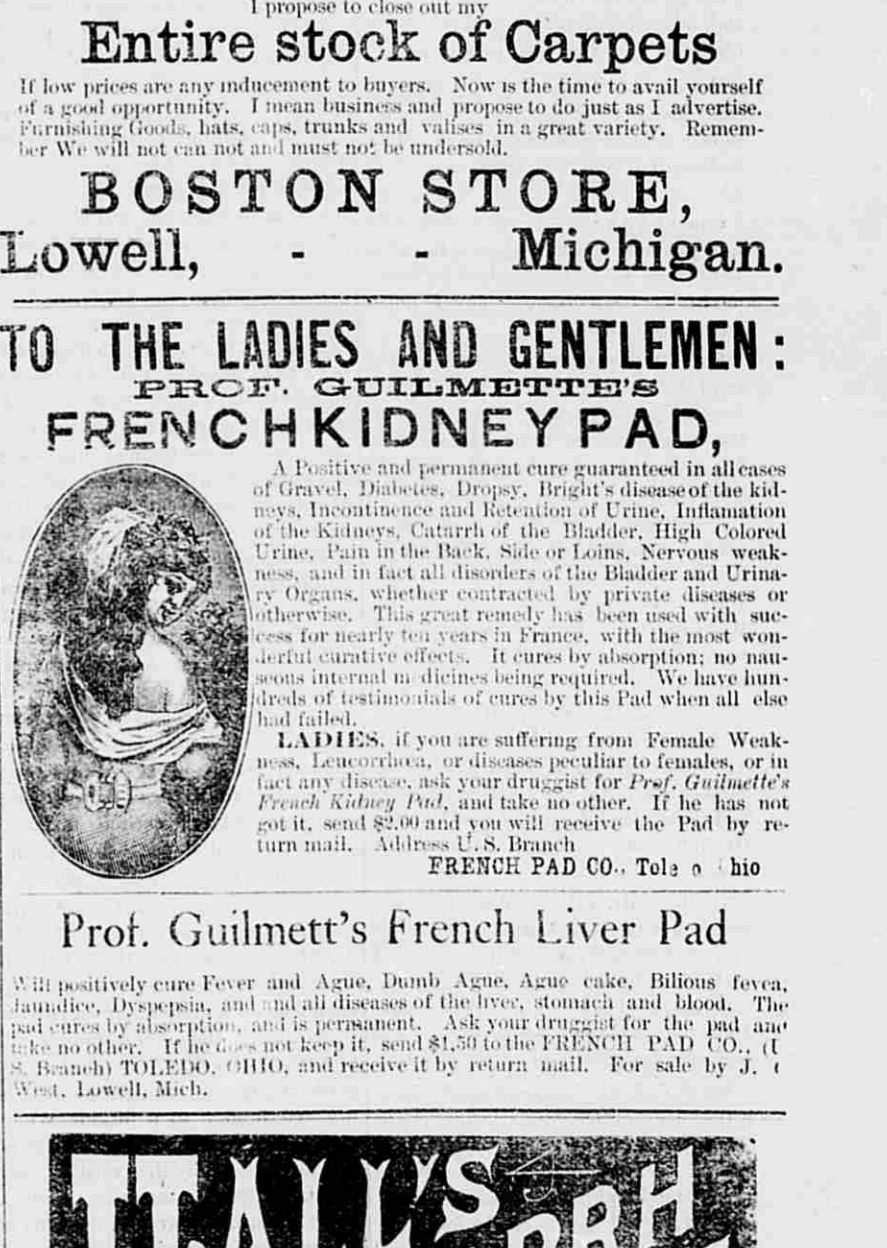 I propose to close out my
Entire stock of Carpets
If low prices are any inducement to buyers. Now is the time to avail yourself
of a good opportunity. I mean business and propose to do just as I advertise.
Furnishing Goods, hats, caps, trunks and valises in a great variety. Remem-
ber We will not can not and must not be undersold.
BOSTON STORE,
Lowell, - - Michigan.
TO THE LADIES AND GENTLEMEN:
PROF. GUILMETTE'S
FRENCH KIDNEY PAD,
A Positive and permanent cure guaranteed in all cases
of Gravel, Diabetes, Dropsy, Bright's disease of the kid-
neys, Incontinence and Retention of Urine, Inflamation
of the Kidneys, Catarrh of the Bladder, High Colored
Urine, Pain in the Back, Side or Loins, Nervous weak-
ness, and in fact all disorders of the Bladder and Urina-
ry Organs, whether contracted by private diseases or
otherwise. This great remedy has been used with suc-
cess for nearly ten years in France, with the most won-
derful curative effects. It cures by absorption; no nau-
seous internal m dicines being required. We have hun-
dreds of testimonials of cures by this Pad when all else
had failed.
LADIES, if you are suffering from Female Weak-
ness, Leucorrhoea, or diseases peculiar to females, or in
fact any disease, ask your druggist for Prof. Guilmette's
French Kidney Pad, and take no other. If he has not
got it, send $2.00 and you will receive the Pad by re-
turn mail. Address U. S. Branch
FRENCH PAD CO., Tole o hio
Prof. Guilmett's French Liver Pad
Will positively cure Fever and Ague, Dumb Ague, Ague cake, Bilious fevea,
Jaundice, Dyspepsia, and and all diseases of the liver, stomach and blood. The
pad cures by absorption, and is permanent. Ask your druggist for the pad and
take no other. If he does not keep it, send $1,50 to the FRENCH PAD CO., (
S. Branch) TOLEDO, OHIO, and receive it by return mail. For sale by J.
West, Lowell, Mich.
HALL'S